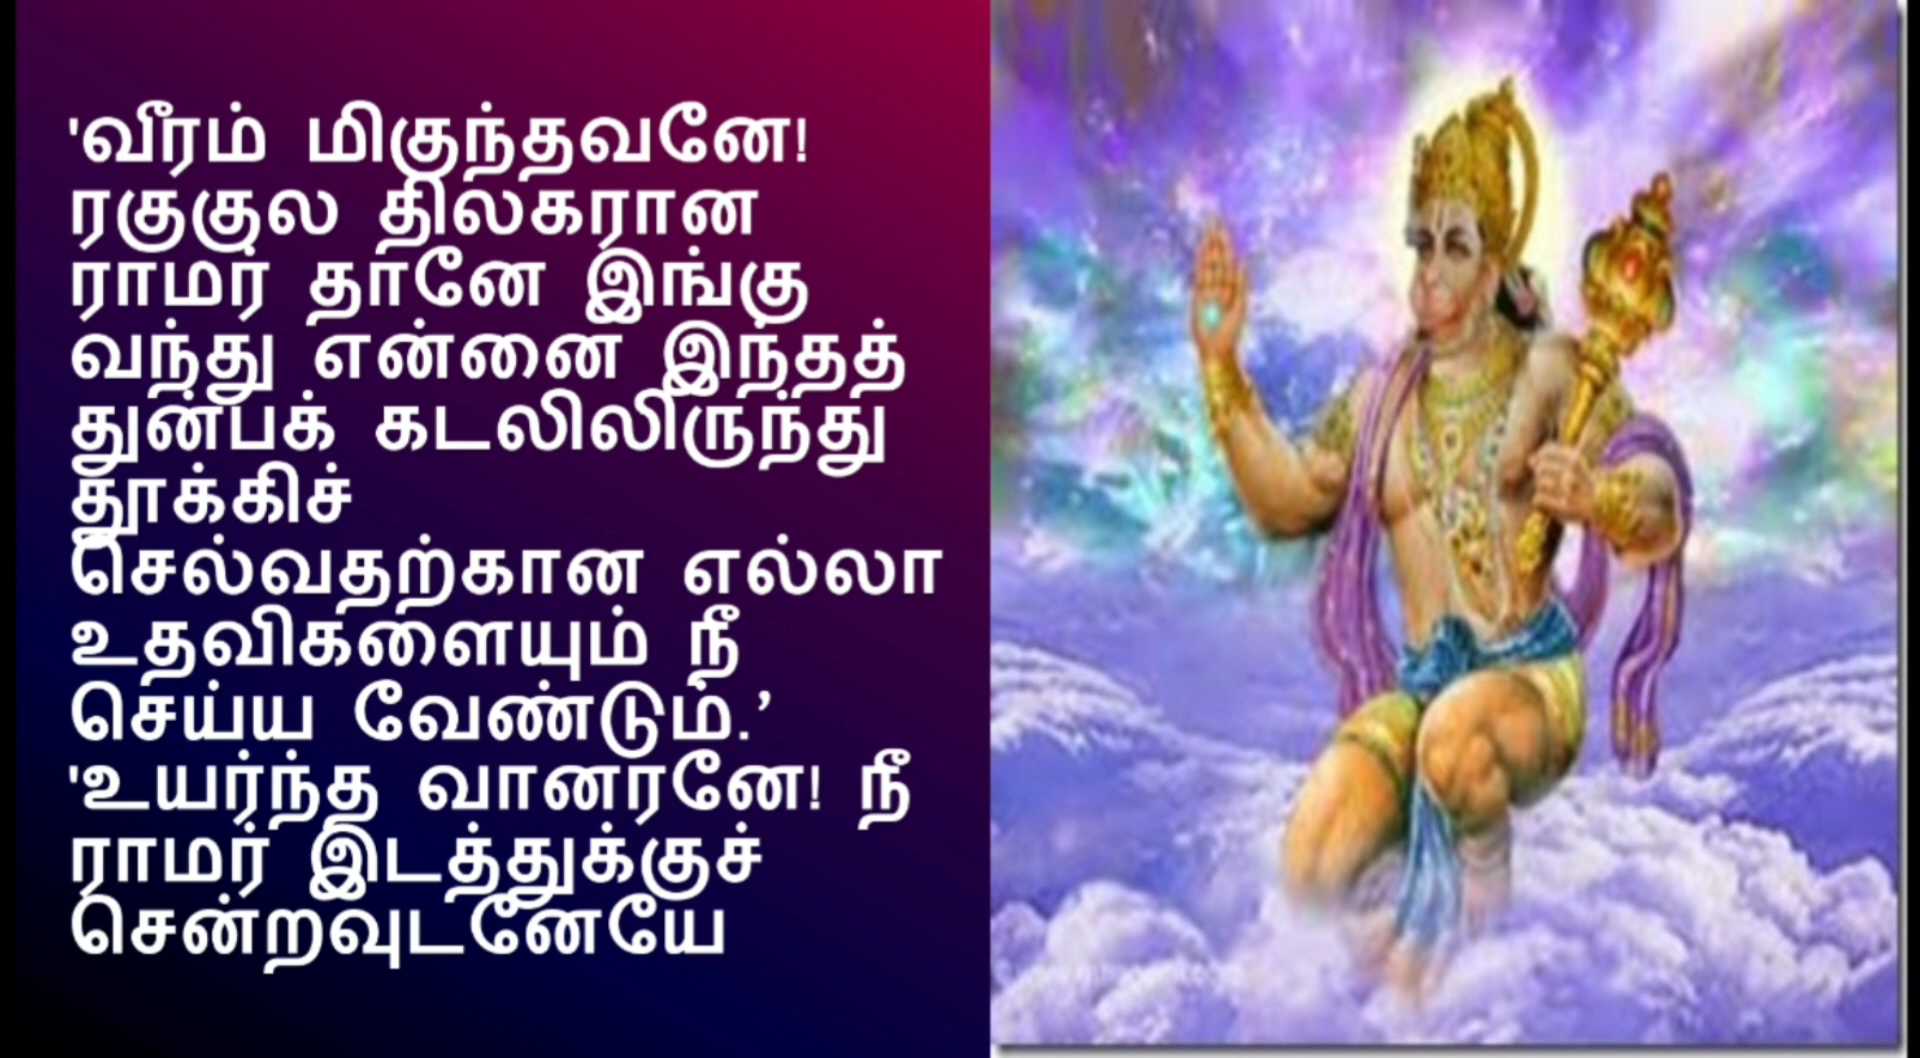 'வீரம் மிகுந்தவனே!
ரகுகுல திலகரான
ராமர் தானே இங்கு
வந்து என்னை இந்தத்
துன்பக் கடலிலிருந்து
தூக்கிச்
செல்வதற்கான எல்லா
உதவிகளையும் நீ
செய்ய வேண்டும்.’
'உயர்ந்த வானரனே! நீ
ராமர் இடத்துக்குச்
சென்றவுடனேயே